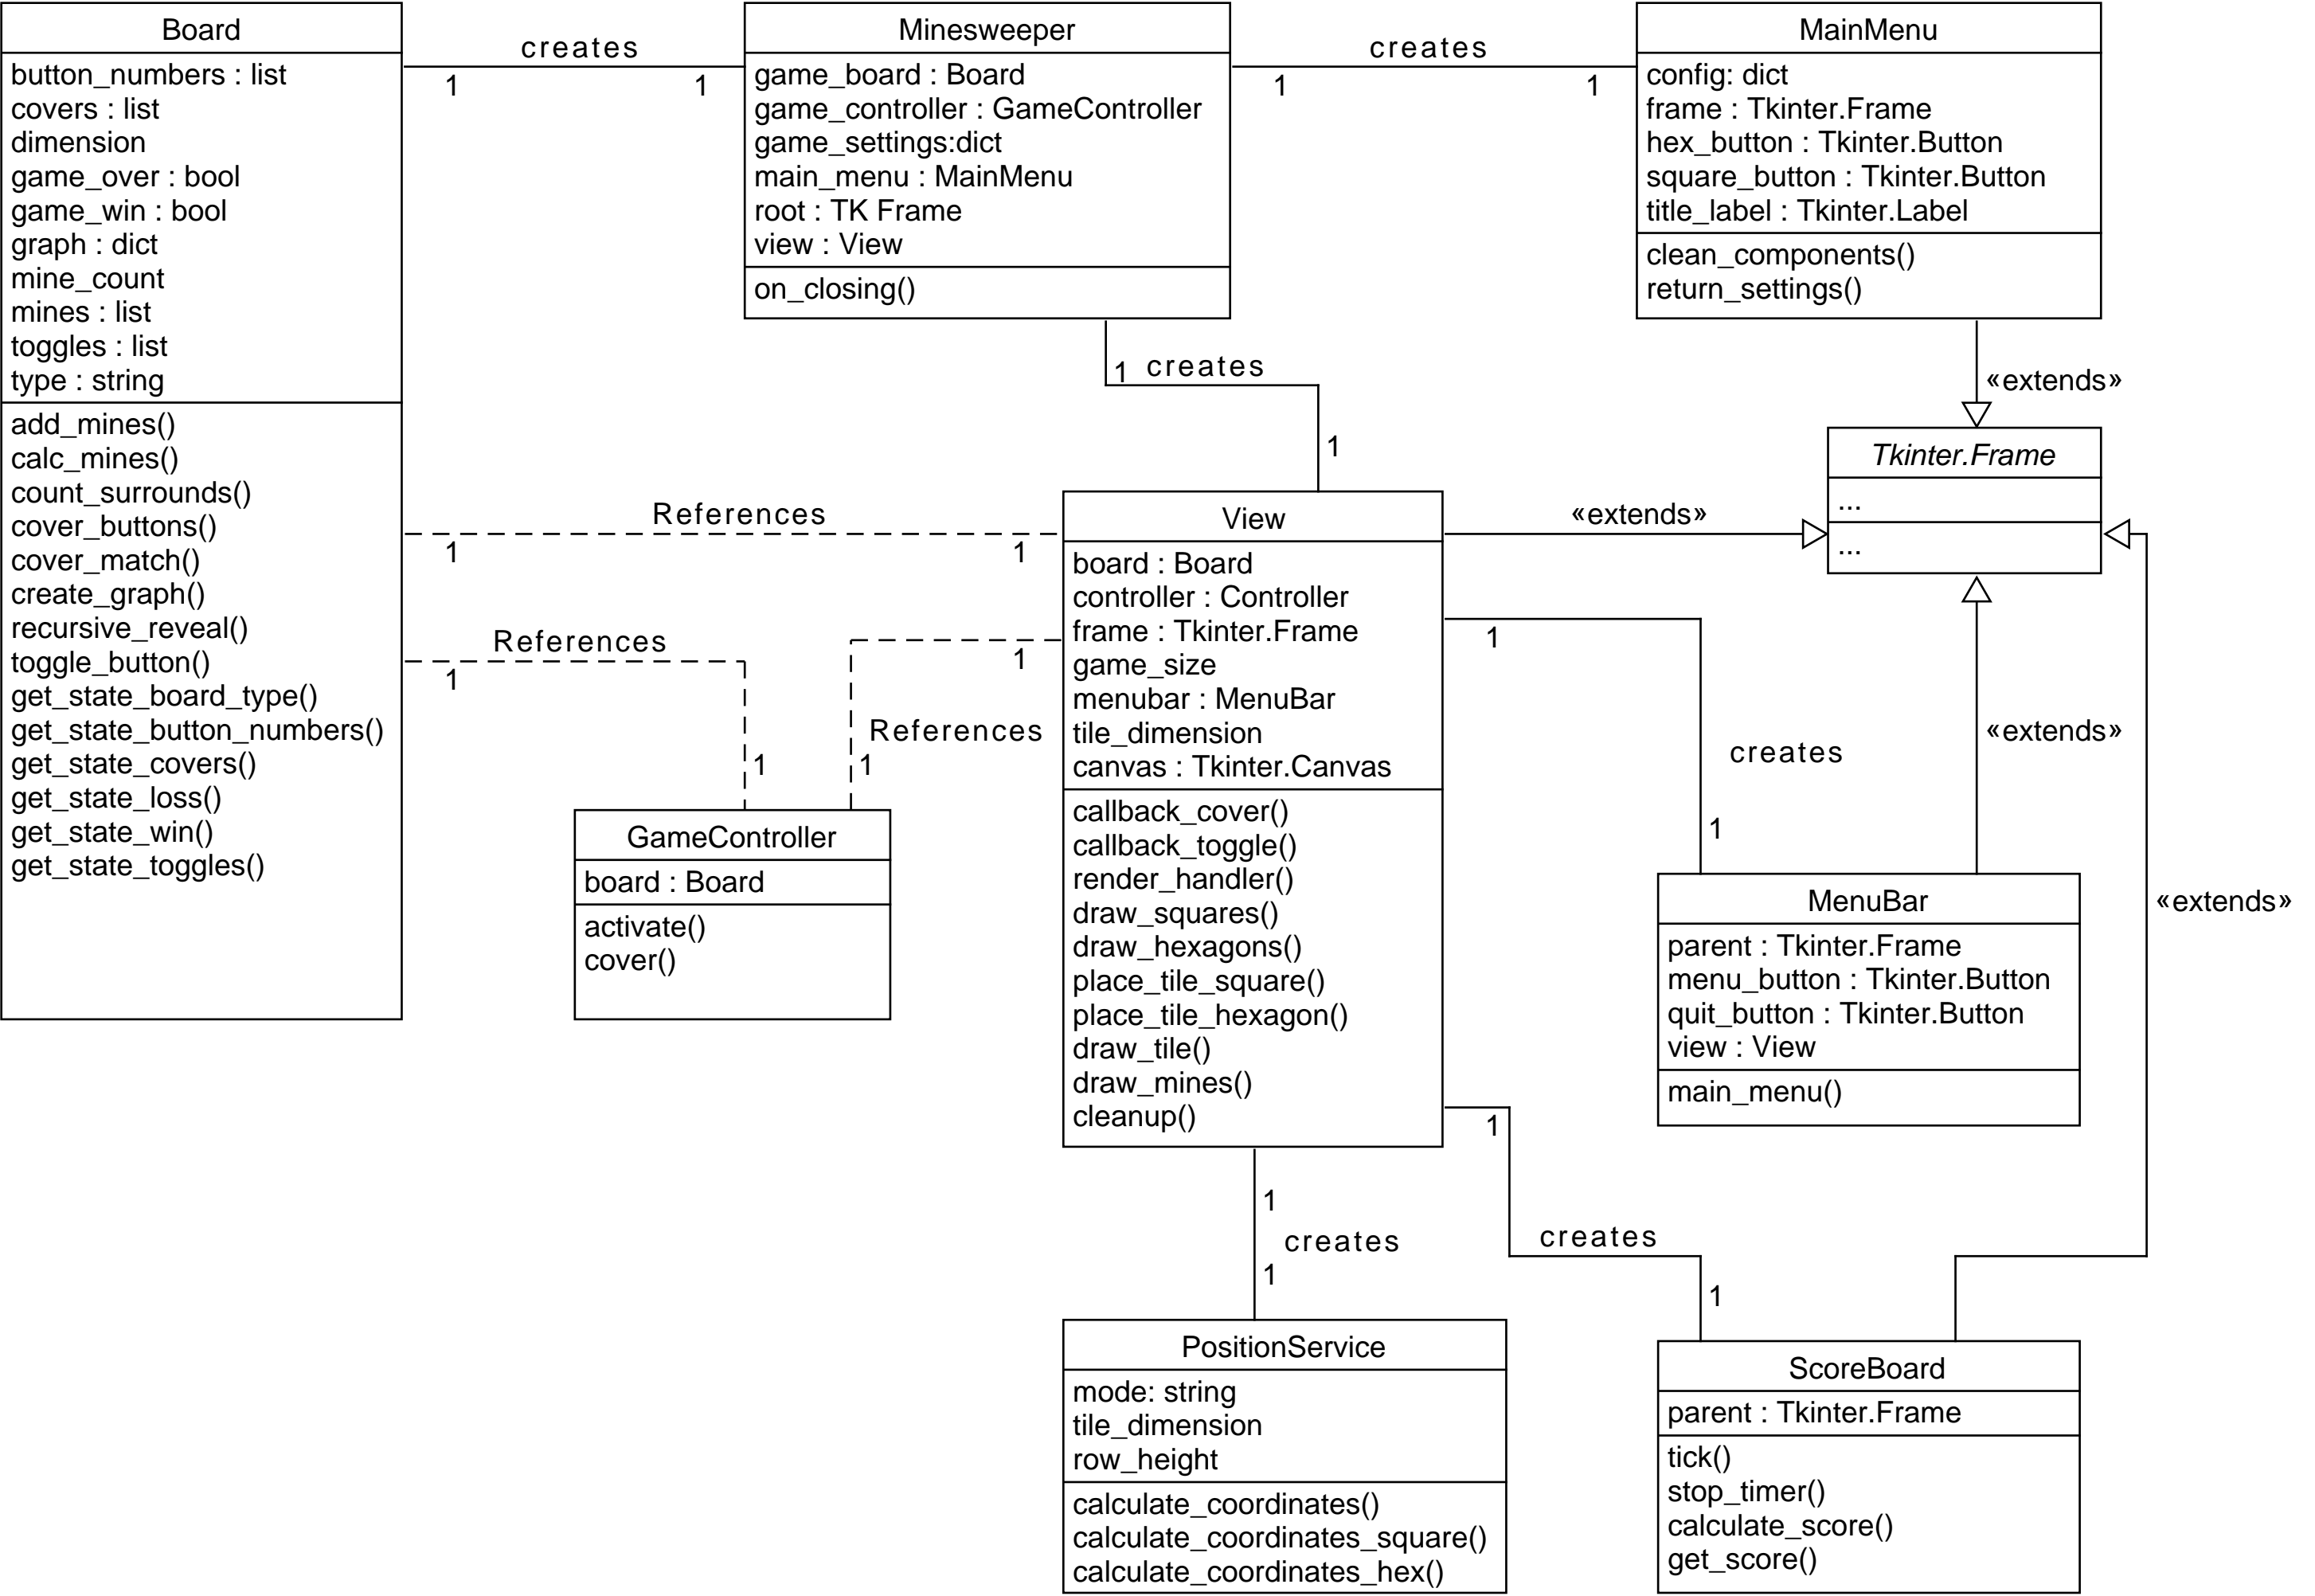 Board
button_numbers : list
covers : list
dimension
game_over : bool
game_win : bool
graph : dict
mine_count
mines : list
toggles : list
type : string
add_mines()
calc_mines()
count_surrounds()
cover_buttons()
cover_match()
create_graph()
recursive_reveal()
toggle_button()
get_state_board_type()
get_state_button_numbers()
get_state_covers()
get_state_loss()
get_state_win()
get_state_toggles()
creates
1
1
Minesweeper
game_board : Board
game_controller : GameController
game_settings:dict
main_menu : MainMenu
root : TK Frame
view : View
on_closing()
creates
1
1
MainMenu
config: dict
frame : Tkinter.Frame
hex_button : Tkinter.Button
square_button : Tkinter.Button
title_label : Tkinter.Label
clean_components()
return_settings()
1
creates
1
«extends»
Tkinter.Frame
...
...
References
1
1
View
board : Board
controller : Controller
frame : Tkinter.Frame
game_size
menubar : MenuBar
tile_dimension
canvas : Tkinter.Canvas
callback_cover()
callback_toggle()
render_handler()
draw_squares()
draw_hexagons()
place_tile_square()
place_tile_hexagon()
draw_tile()
draw_mines()
cleanup()
«extends»
References
1
1
1
References
1
GameController
board : Board
activate()
cover()
1
creates
1
«extends»
«extends»
MenuBar
parent : Tkinter.Frame
menu_button : Tkinter.Button
quit_button : Tkinter.Button
view : View
main_menu()
1
creates
1
1
creates
1
PositionService
mode: string
tile_dimension
row_height
calculate_coordinates()
calculate_coordinates_square()
calculate_coordinates_hex()
ScoreBoard
parent : Tkinter.Frame
tick()
stop_timer()
calculate_score()
get_score()